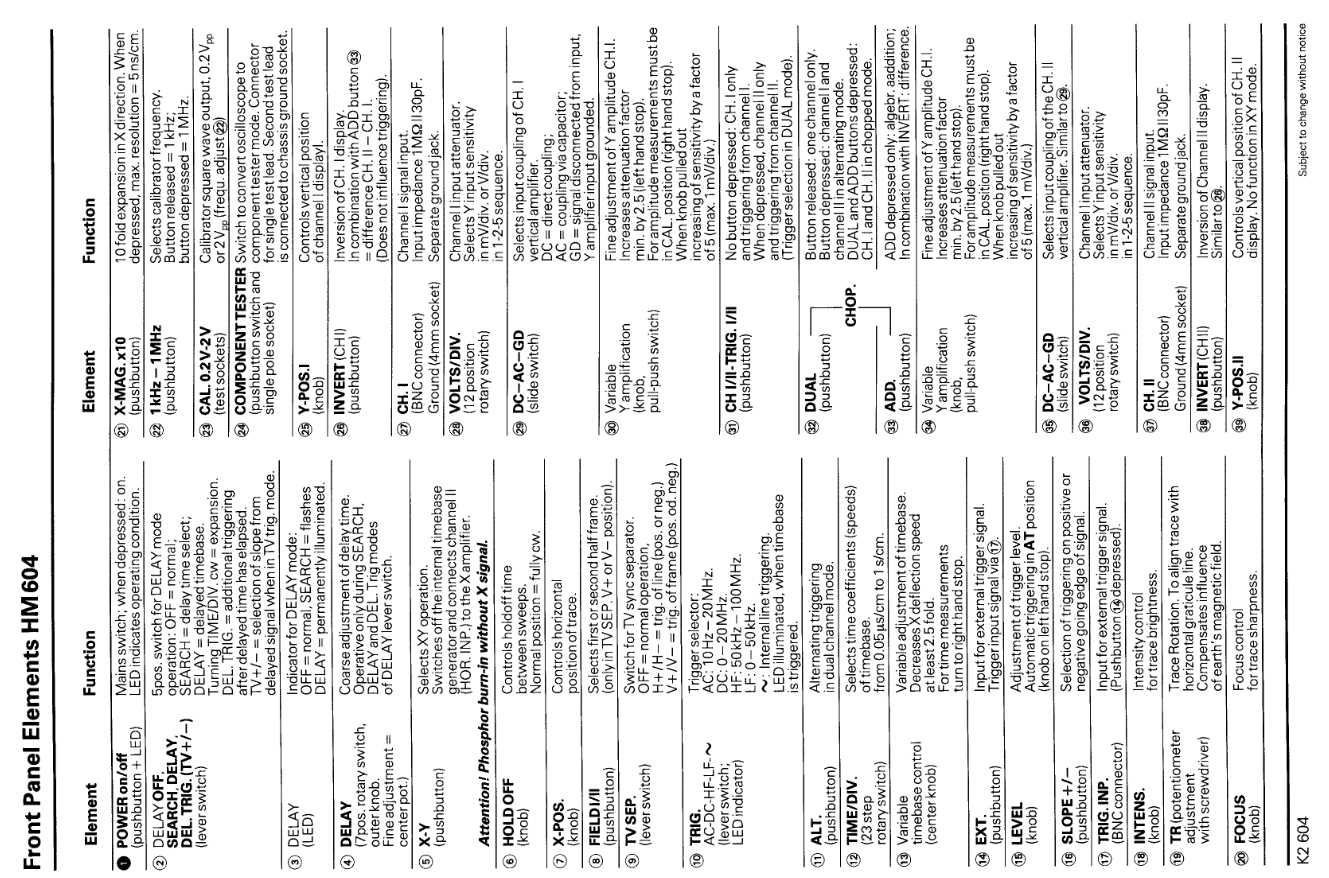 Front Panel Elements HM 604
Element
Function
① POWER on/off
(pushbutton + LED)
Mains switch; when depressed: on.
LED indicates operating condition.
② DELAY OFF.
SEARCH, DELAY,
DEL. TRIG. (TV+/−)
(lever switch)
5 pos. switch for DELAY mode
operation: OFF = normal;
SEARCH = delay time select;
DELAY = delayed timebase.
Turning TIME/DIV. cw = expansion.
DEL. TRIG. = additional triggering
after delayed time has elapsed.
TV+/− = selection of slope from
delayed signal when in TV trig. mode.
③ DELAY
(LED)
Indicator for DELAY mode:
OFF = normal, SEARCH = flashes
DELAY = permanently illuminated.
④ DELAY
(7 pos. rotary switch,
outer knob.
Fine adjustment =
center pot.)
Coarse adjustment of delay time.
Operative only during SEARCH,
DELAY and DEL. Trig modes
of DELAY lever switch.
⑤ X-Y
(pushbutton)
Selects XY operation.
Switches off the internal timebase
generator and connects channel II
(HOR. INP.) to the X amplifier.
Attention! Phosphor burn-in without X signal.
⑥ HOLD OFF
(knob)
Controls holdoff time
between sweeps.
Normal position = fully cw.
⑦ X-POS.
(knob)
Controls horizontal
position of trace.
⑧ FIELD I/II
(pushbutton)
Selects first or second half frame.
(only in TV SEP. V+ or V− position).
⑨ TV SEP.
(lever switch)
Switch for TV sync separator.
OFF = normal operation,
H+/H− = trig. of line (pos. or neg.)
V+/V− = trig. of frame (pos. od. neg.)
⑩ TRIG.
AC-DC-HF-LF-~
(lever switch;
LED indicator)
Trigger selector:
AC: 10 Hz – 20 MHz.
DC: 0 – 20 MHz.
HF: 50 kHz – 100 MHz.
LF: 0 – 50 kHz.
~: Internal line triggering.
LED illuminated, when timebase
is triggered.
⑪ ALT.
(pushbutton)
Alternating triggering
in dual channel mode.
⑫ TIME/DIV.
(23 step
rotary switch)
Selects time coefficients (speeds)
of timebase.
from 0.05µs/cm to 1 s/cm.
⑬ Variable
timebase control
(center knob)
Variable adjustment of timebase.
Decreases X deflection speed
at least 2.5 fold.
For time measurements
turn to right hand stop.
⑭ EXT.
(pushbutton)
Input for external trigger signal.
Trigger input signal via ⑰.
⑮ LEVEL
(knob)
Adjustment of trigger level.
Automatic triggering in AT position
(knob on left hand stop).
⑯ SLOPE +/−
(pushbutton)
Selection of triggering on positive or
negative going edge of signal.
⑰ TRIG. INP.
(BNC connector)
Input for external trigger signal.
(Pushbutton ⑭ depressed).
⑱ INTENS.
(knob)
Intensity control
for trace brightness.
⑲ TR (potentiometer
adjustment
with screwdriver)
Trace Rotation. To align trace with
horizontal graticule line.
Compensates influence
of earth's magnetic field.
⑳ FOCUS
(knob)
Focus control
for trace sharpness.
Element
Function
㉑ X-MAG. x10
(pushbutton)
10 fold expansion in X direction. When
depressed, max. resolution = 5 ns/cm.
㉒ 1 kHz – 1 MHz
(pushbutton)
Selects calibrator frequency.
Button released = 1 kHz;
button depressed = 1 MHz.
㉓ CAL. 0.2 V-2V
(test sockets)
Calibrator square wave output, 0.2 Vpp
or 2 Vpp (frequ. adjust ㉒)
㉔ COMPONENT TESTER
(pushbutton switch and
single pole socket)
Switch to convert oscilloscope to
component tester mode. Connector
for single test lead. Second test lead
is connected to chassis ground socket.
㉕ Y-POS.I
(knob)
Controls vertical position
of channel I display I.
㉖ INVERT (CH I)
(pushbutton)
Inversion of CH. I display.
In combination with ADD button ㉝
= difference CH. II – CH. I.
(Does not influence triggering).
㉗ CH. I
(BNC connector)
Ground (4mm socket)
Channel I signal input.
Input impedance 1 MΩ II 30pF.
Separate ground jack.
㉘ VOLTS/DIV.
(12 position
rotary switch)
Channel I input attenuator.
Selects Y input sensitivity
in mV/div. or V/div.
in 1-2-5 sequence.
㉙ DC–AC–GD
(slide switch)
Selects input coupling of CH. I
vertical amplifier.
DC = direct coupling;
AC = coupling via capacitor;
GD = signal disconnected from input,
Y amplifier input grounded.
㉚ Variable
Y amplification
(knob,
pull-push switch)
Fine adjustment of Y amplitude CH.I.
Increases attenuation factor
min. by 2.5 (left hand stop).
For amplitude measurements must be
in CAL. position (right hand stop).
When knob pulled out
increasing of sensitivity by a factor
of 5 (max. 1 mV/div.)
㉛ CH I/II-TRIG. I/II
(pushbutton)
No button depressed: CH. I only
and triggering from channel I.
When depressed, channel II only
and triggering from channel II.
(Trigger selection in DUAL mode).
㉜ DUAL
(pushbutton)
CHOP.
Button released: one channel only.
Button depressed: channel I and
channel II in alternating mode.
DUAL and ADD buttons depressed:
CH. I and CH. II in chopped mode.
㉝ ADD.
(pushbutton)
ADD depressed only: algebr. aaddition;
In combination with INVERT: difference.
㉞ Variable
Y amplification
(knob,
pull-push switch)
Fine adjustment of Y amplitude CH.I.
Increases attenuation factor
min. by 2.5 (left hand stop).
For amplitude measurements must be
in CAL. position (right hand stop).
When knob pulled out
increasing of sensitivity by a factor
of 5 (max. 1 mV/div.)
㉟ DC–AC–GD
(slide switch)
Selects input coupling of the CH. II
vertical amplifier. Similar to ㉙.
㊱ VOLTS/DIV.
(12 position
rotary switch)
Channel II input attenuator.
Selects Y input sensitivity
in mV/div. or V/div.
in 1-2-5 sequence.
㊲ CH. II
(BNC connector)
Ground (4mm socket)
Channel II signal input.
Input impedance 1 MΩ II 30pF.
Separate ground jack.
㊳ INVERT (CH II)
(pushbutton)
Inversion of Channel II display.
Similar to ㉖.
㊴ Y-POS.II
(knob)
Controls vertical position of CH. II
display. No function in XY mode.
K2 604
Subject to change without notice